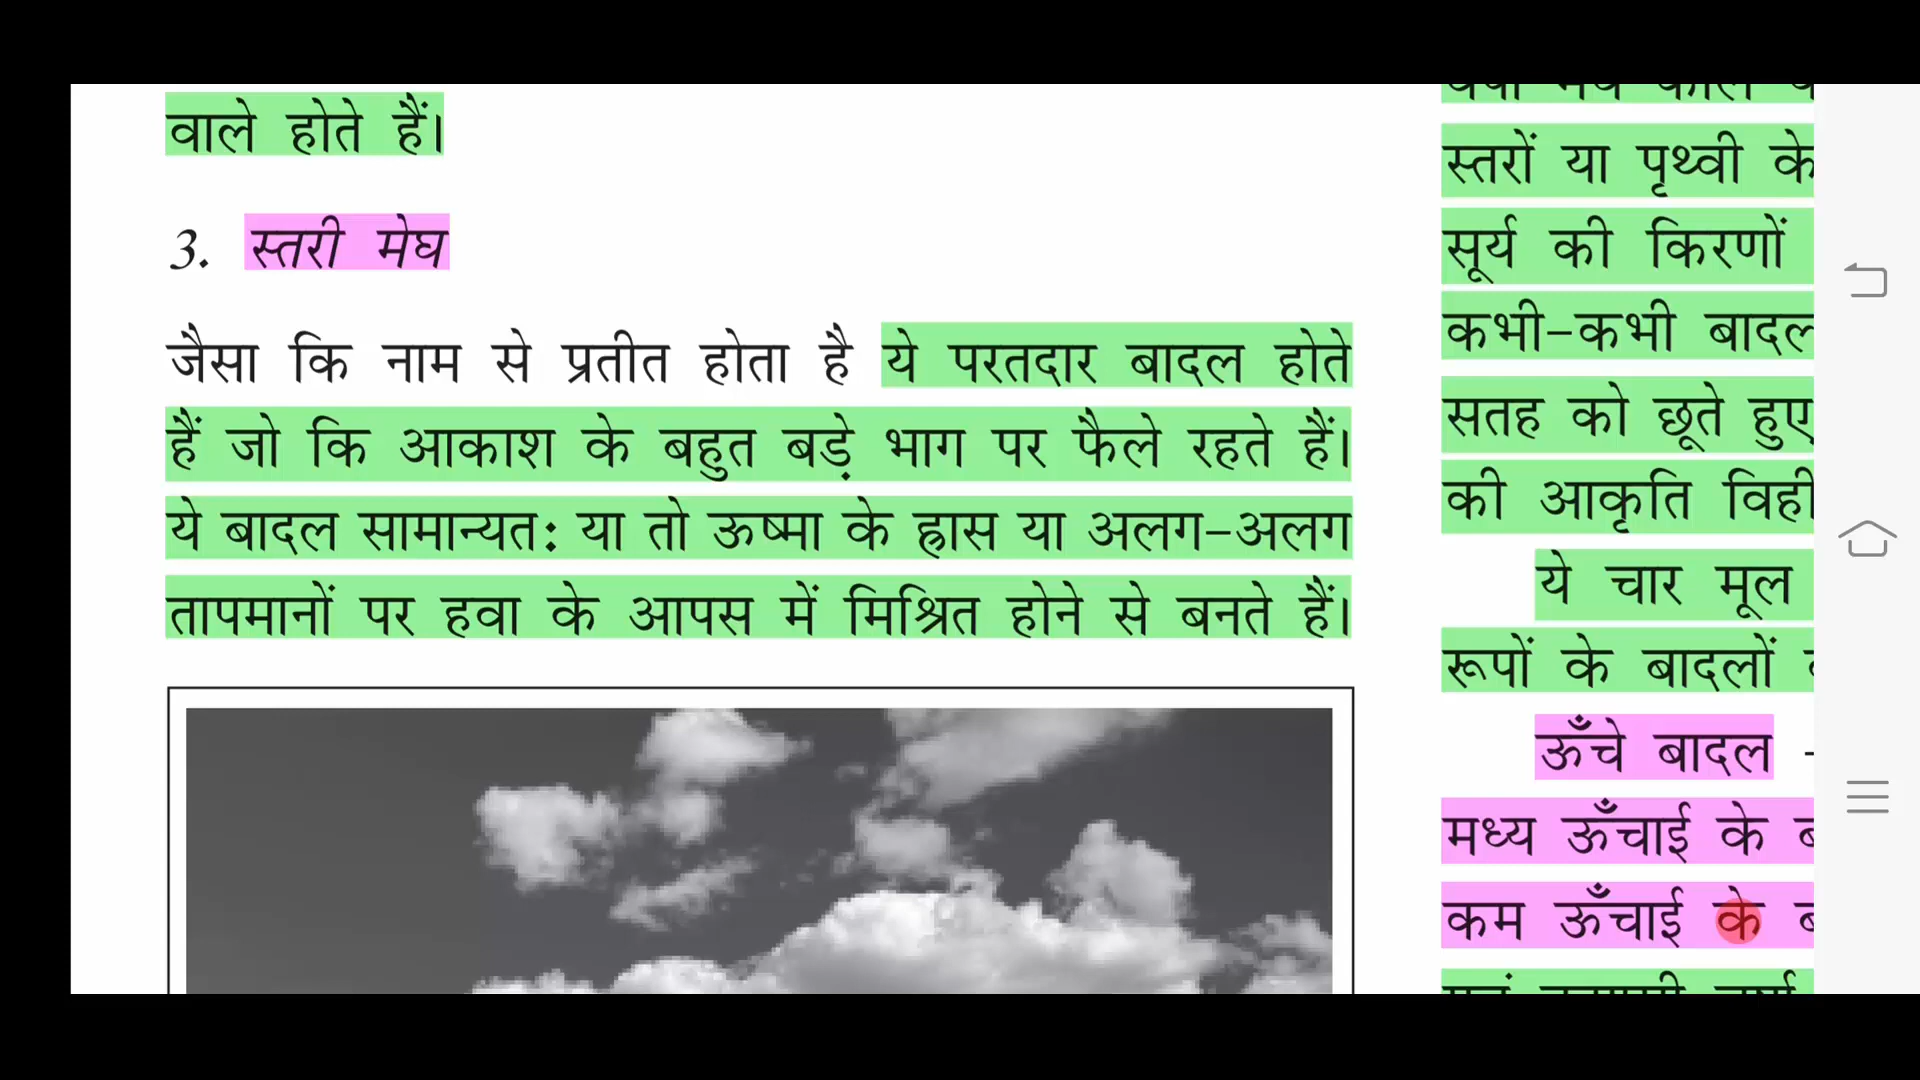 वाले होते हैं।
3. स्तरी मेघ
जैसा कि नाम से प्रतीत होता है ये परतदार बादल होते
हैं जो कि आकाश के बहुत बड़े भाग पर फैले रहते हैं।
ये बादल सामान्यतः या तो ऊष्मा के ह्रास या अलग-अलग
तापमानों पर हवा के आपस में मिश्रित होने से बनते हैं।
स्तरों या पृथ्वी के
सूर्य की किरणों
कभी-कभी बादल
सतह को छूते हुए
की आकृति
ये चार मूल
रूपों के बादलों
ऊँचे बादल -
मध्य ऊँचाई के
कम ऊँचाई के